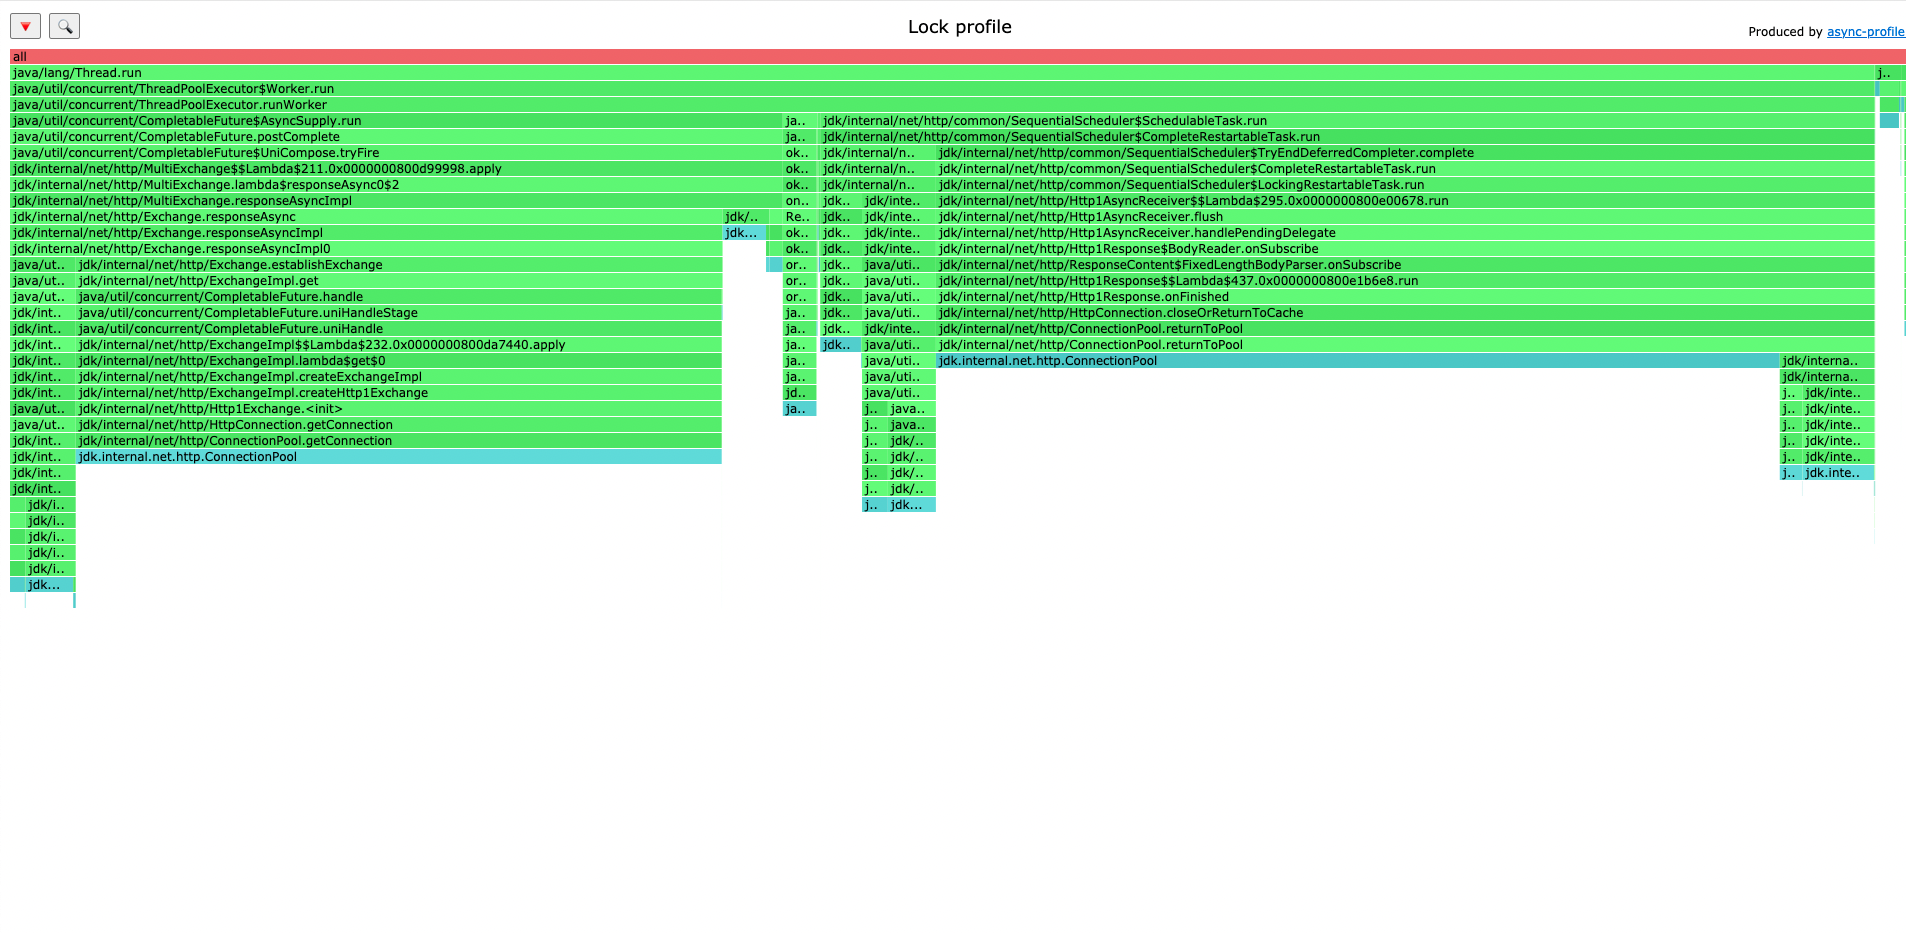 🔻 🔍 Lock profile Produced by async-profile
all
java/lang/Thread.run j..
java/util/concurrent/ThreadPoolExecutor$Worker.run
java/util/concurrent/ThreadPoolExecutor.runWorker
java/util/concurrent/CompletableFuture$AsyncSupply.run ja.. jdk/internal/net/http/common/SequentialScheduler$SchedulableTask.run
java/util/concurrent/CompletableFuture.postComplete ja.. jdk/internal/net/http/common/SequentialScheduler$CompleteRestartableTask.run
java/util/concurrent/CompletableFuture$UniCompose.tryFire ok.. jdk/internal/n.. jdk/internal/net/http/common/SequentialScheduler$TryEndDeferredCompleter.complete
jdk/internal/net/http/MultiExchange$$Lambda$211.0x0000000800d99998.apply ok.. jdk/internal/n.. jdk/internal/net/http/common/SequentialScheduler$CompleteRestartableTask.run
jdk/internal/net/http/MultiExchange.lambda$responseAsync0$2 ok.. jdk/internal/n.. jdk/internal/net/http/common/SequentialScheduler$LockingRestartableTask.run
jdk/internal/net/http/MultiExchange.responseAsyncImpl on.. jdk.. jdk/inte.. jdk/internal/net/http/Http1AsyncReceiver$$Lambda$295.0x0000000800e00678.run
jdk/internal/net/http/Exchange.responseAsync jdk/.. Re.. jdk.. jdk/inte.. jdk/internal/net/http/Http1AsyncReceiver.flush
jdk/internal/net/http/Exchange.responseAsyncImpl jdk... ok.. jdk.. jdk/inte.. jdk/internal/net/http/Http1AsyncReceiver.handlePendingDelegate
jdk/internal/net/http/Exchange.responseAsyncImpl0 ok.. jdk.. jdk/inte.. jdk/internal/net/http/Http1Response$BodyReader.onSubscribe
java/ut.. jdk/internal/net/http/Exchange.establishExchange or.. jdk.. java/uti.. jdk/internal/net/http/ResponseContent$FixedLengthBodyParser.onSubscribe
java/ut.. jdk/internal/net/http/ExchangeImpl.get or.. jdk.. java/uti.. jdk/internal/net/http/Http1Response$$Lambda$437.0x0000000800e1b6e8.run
java/ut.. java/util/concurrent/CompletableFuture.handle or.. jdk.. java/uti.. jdk/internal/net/http/Http1Response.onFinished
jdk/int.. java/util/concurrent/CompletableFuture.uniHandleStage ja.. jdk.. java/uti.. jdk/internal/net/http/HttpConnection.closeOrReturnToCache
jdk/int.. java/util/concurrent/CompletableFuture.uniHandle ja.. jdk.. jdk/inte.. jdk/internal/net/http/ConnectionPool.returnToPool
jdk/int.. jdk/internal/net/http/ExchangeImpl$$Lambda$232.0x0000000800da7440.apply ja.. jdk.. java/uti.. jdk/internal/net/http/ConnectionPool.returnToPool
jdk/int.. jdk/internal/net/http/ExchangeImpl.lambda$get$0 ja.. java/uti.. jdk.internal.net.http.ConnectionPool jdk/interna..
jdk/int.. jdk/internal/net/http/ExchangeImpl.createExchangeImpl ja.. java/uti.. jdk/interna..
jdk/int.. jdk/internal/net/http/ExchangeImpl.createHttp1Exchange jd.. java/uti.. j.. jdk/inte..
java/ut.. jdk/internal/net/http/Http1Exchange.<init> ja.. j.. java.. j.. jdk/inte..
java/ut.. jdk/internal/net/http/HttpConnection.getConnection j.. java.. j.. jdk/inte..
jdk/int.. jdk/internal/net/http/ConnectionPool.getConnection j.. jdk/.. j.. jdk/inte..
jdk/int.. jdk.internal.net.http.ConnectionPool j.. jdk/.. j.. jdk/inte..
jdk/int.. j.. jdk/.. j.. jdk.inte..
jdk/int.. j.. jdk/..
jdk/i.. j.. jdk...
jdk/i..
jdk/i..
jdk/i..
jdk/i..
jdk...